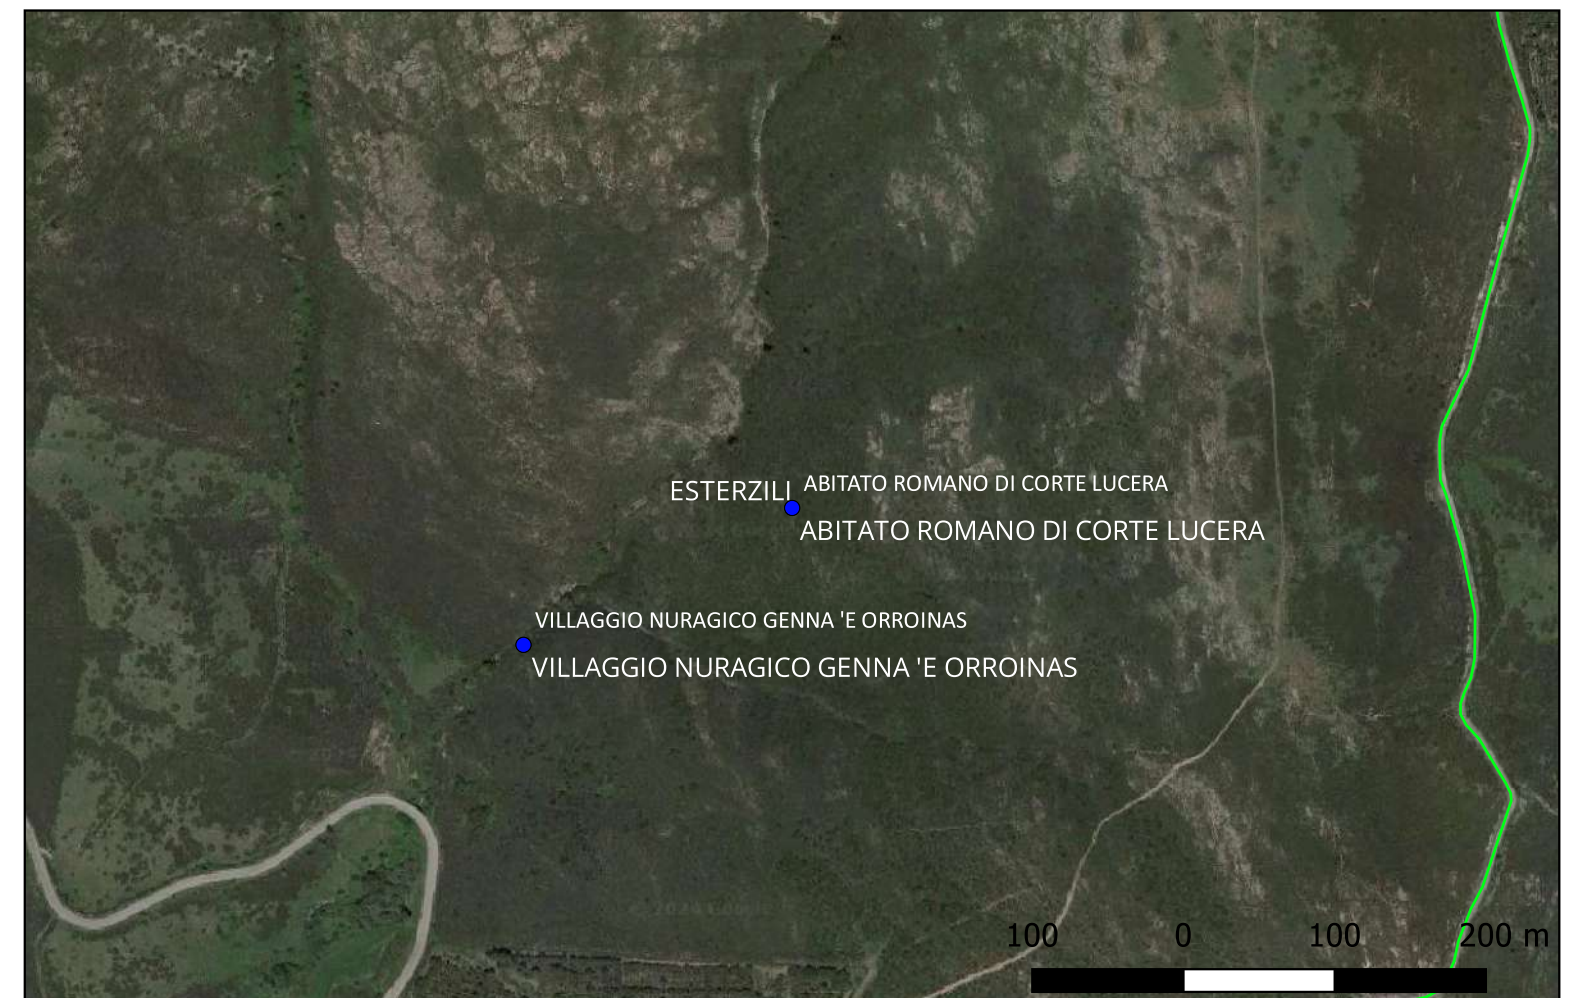 ABITATO ROMANO DI CORTE LUCERA
ESTERZILI
ABITATO ROMANO DI CORTE LUCERA
VILLAGGIO NURAGICO GENNA 'E ORROINAS
VILLAGGIO NURAGICO GENNA 'E ORROINAS
100 0 100 200 m